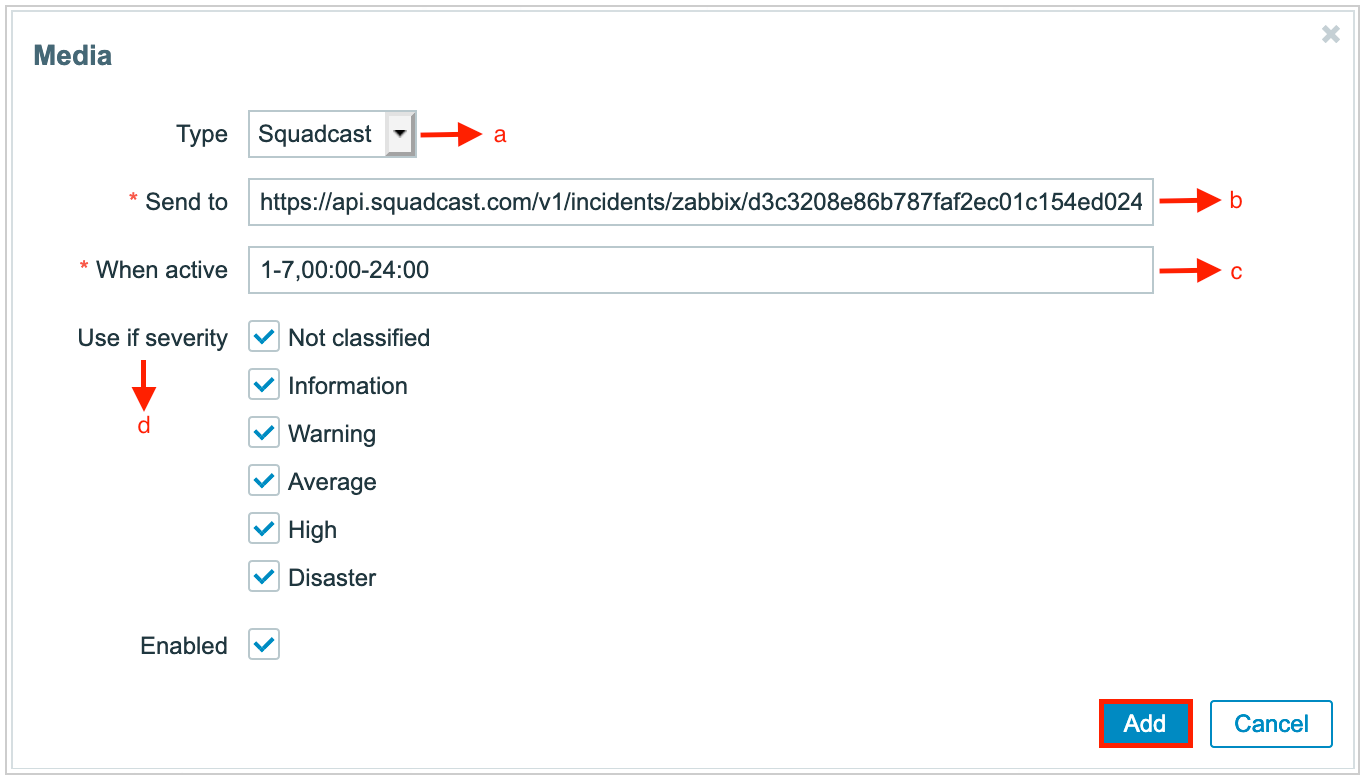 Media
Type Squadcast a
* Send to https://api.squadcast.com/v1/incidents/zabbix/d3c3208e86b787faf2ec01c154ed024 b
* When active 1-7,00:00-24:00 c
Use if severity Not classified
Information
d Warning
Average
High
Disaster
Enabled
Add Cancel